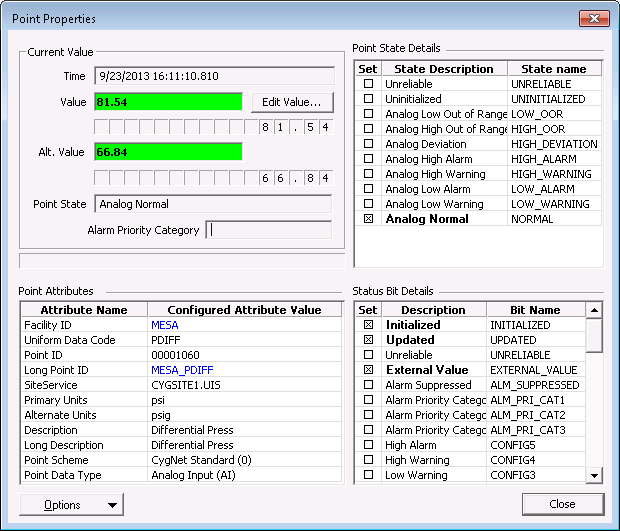 Point Properties
Current Value
Time 9/23/2013 16:11:10.810
Value 81.54 Edit Value...
8 1 . 5 4
Alt. Value 66.84
6 6 . 8 4
Point State Analog Normal
Alarm Priority Category
Point State Details
Set State Description State name
Unreliable UNRELIABLE
Uninitialized UNINITIALIZED
Analog Low Out of Range LOW_OOR
Analog High Out of Range HIGH_OOR
Analog Deviation HIGH_DEVIATION
Analog High Alarm HIGH_ALARM
Analog High Warning HIGH_WARNING
Analog Low Alarm LOW_ALARM
Analog Low Warning LOW_WARNING
Analog Normal NORMAL
Point Attributes
Attribute Name Configured Attribute Value
Facility ID MESA
Uniform Data Code PDIFF
Point ID 00001060
Long Point ID MESA_PDIFF
SiteService CYGSITE1.UIS
Primary Units psi
Alternate Units psig
Description Differential Press
Long Description Differential Press
Point Scheme CygNet Standard (0)
Point Data Type Analog Input (AI)
Status Bit Details
Set Description Bit Name
Initialized INITIALIZED
Updated UPDATED
Unreliable UNRELIABLE
External Value EXTERNAL_VALUE
Alarm Suppressed ALM_SUPPRESSED
Alarm Priority Catego ALM_PRI_CAT1
Alarm Priority Catego ALM_PRI_CAT2
Alarm Priority Catego ALM_PRI_CAT3
High Alarm CONFIG5
High Warning CONFIG4
Low Warning CONFIG3
Options
Close